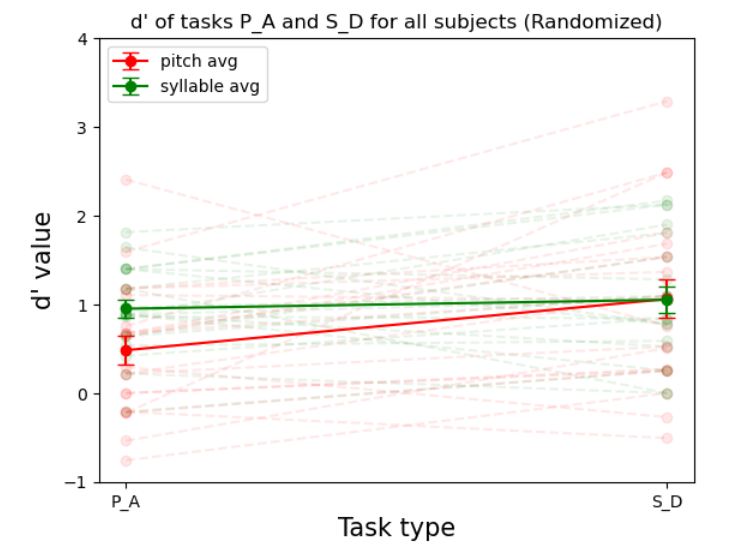 d' of tasks P_A and S_D for all subjects (Randomized)
4
pitch avg
syllable avg
3
2
1
0
−1
d' value
P_A
S_D
Task type